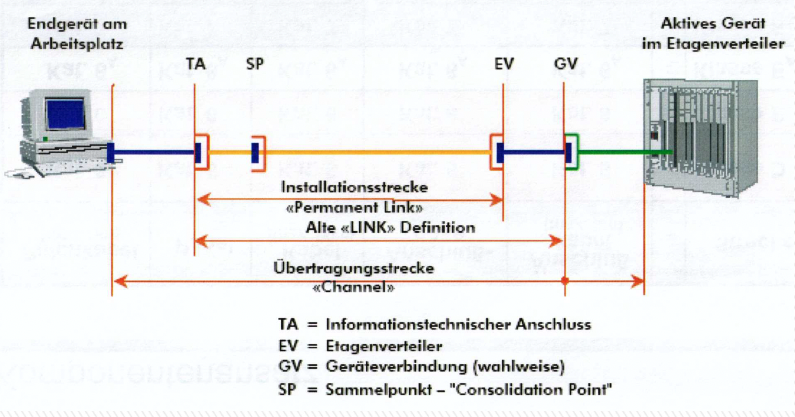 Endgerät am
Arbeitsplatz
Aktives Gerät
im Etagenverteiler
TA SP EV GV
Installationsstrecke
«Permanent Link»
Alte «LINK» Definition
Übertragungsstrecke
«Channel»
TA = Informationstechnischer Anschluss
EV = Etagenverteiler
GV = Geräteverbindung (wahlweise)
SP = Sammelpunkt – "Consolidation Point"